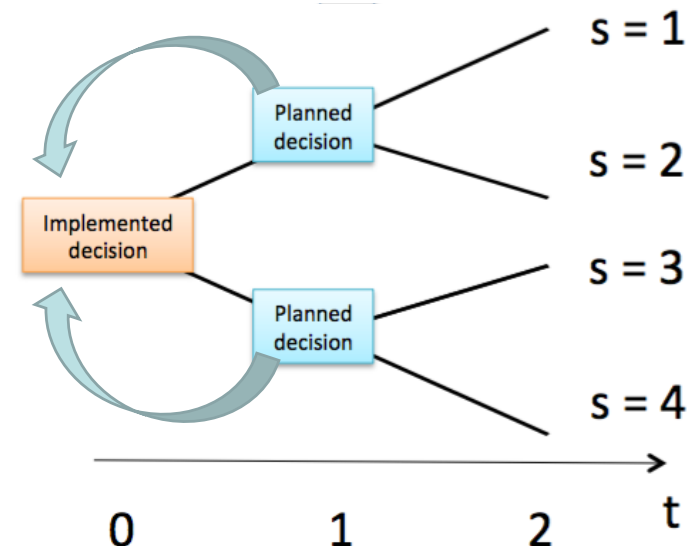 s = 1
Planned
decision
s = 2
Implemented
decision
s = 3
Planned
decision
s = 4
0 1 2 t